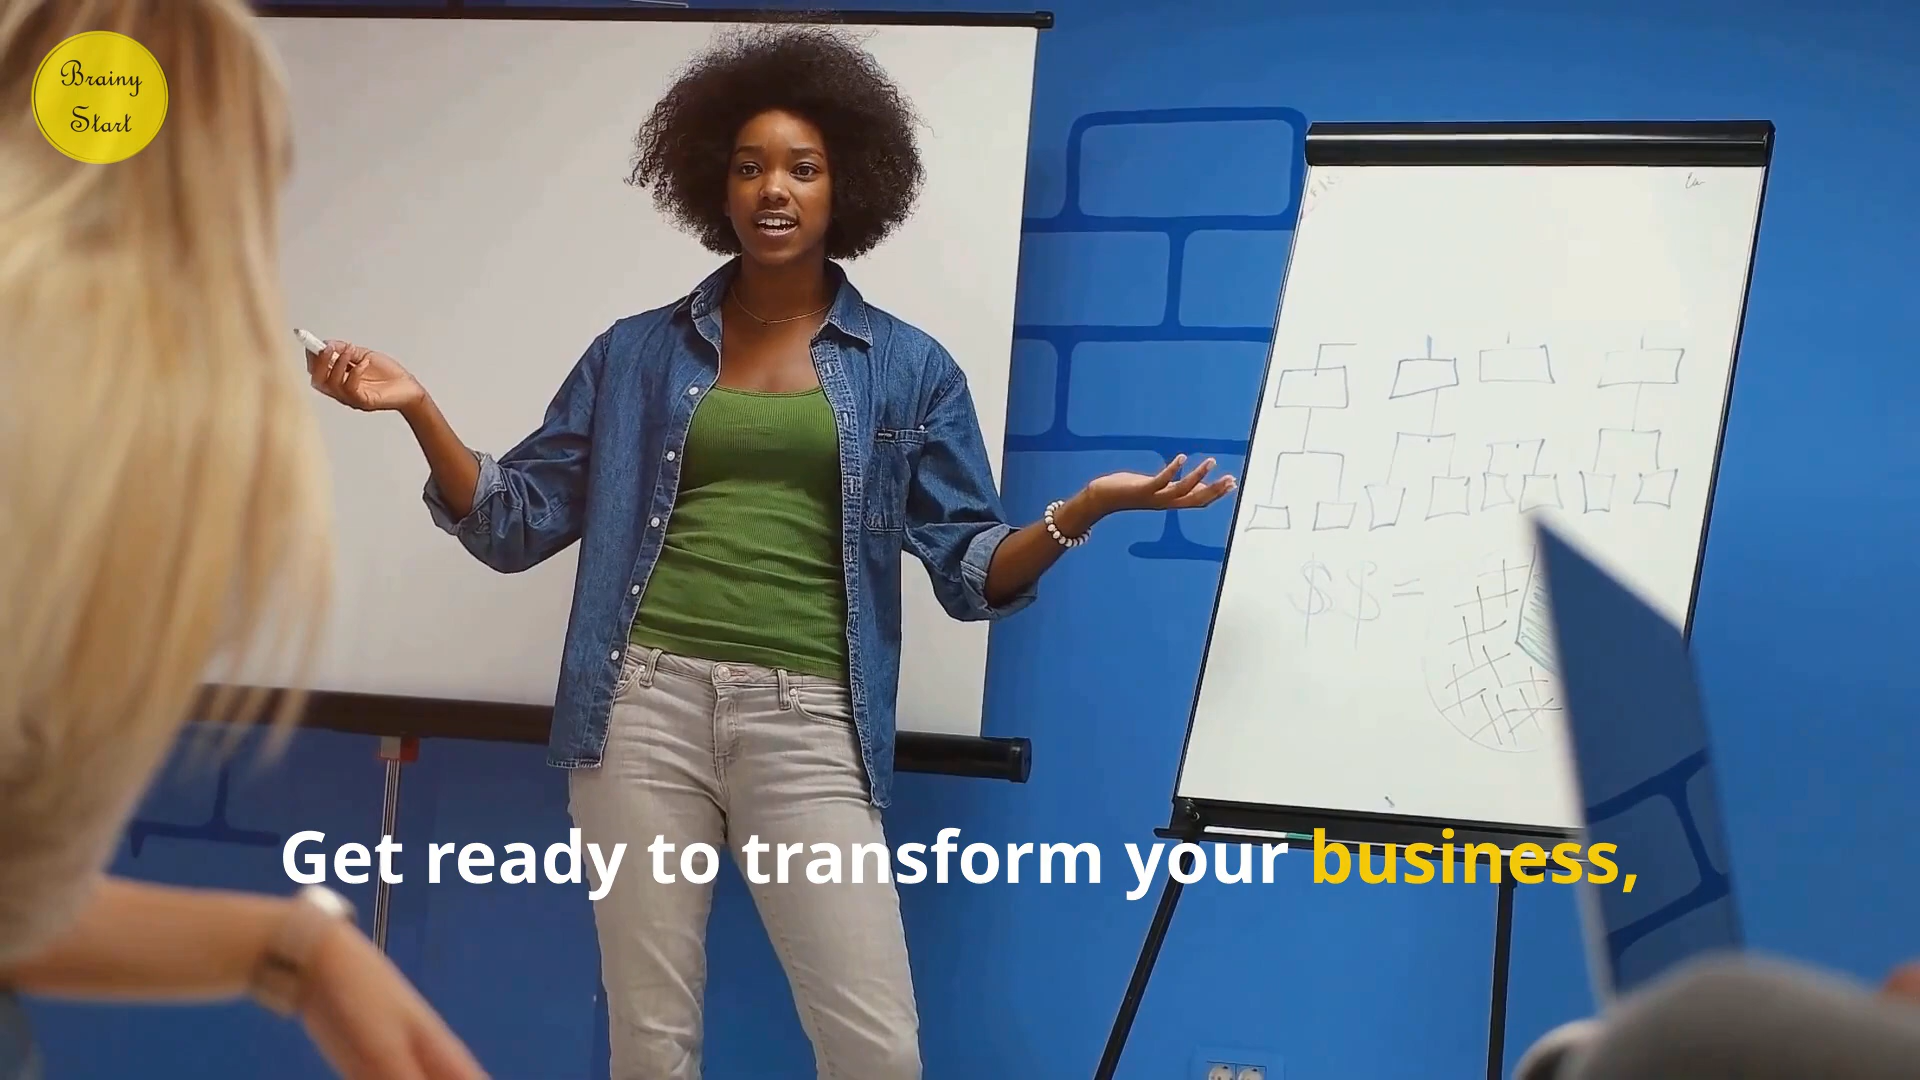 Brainy
Start
$$=
Get ready to transform your business,